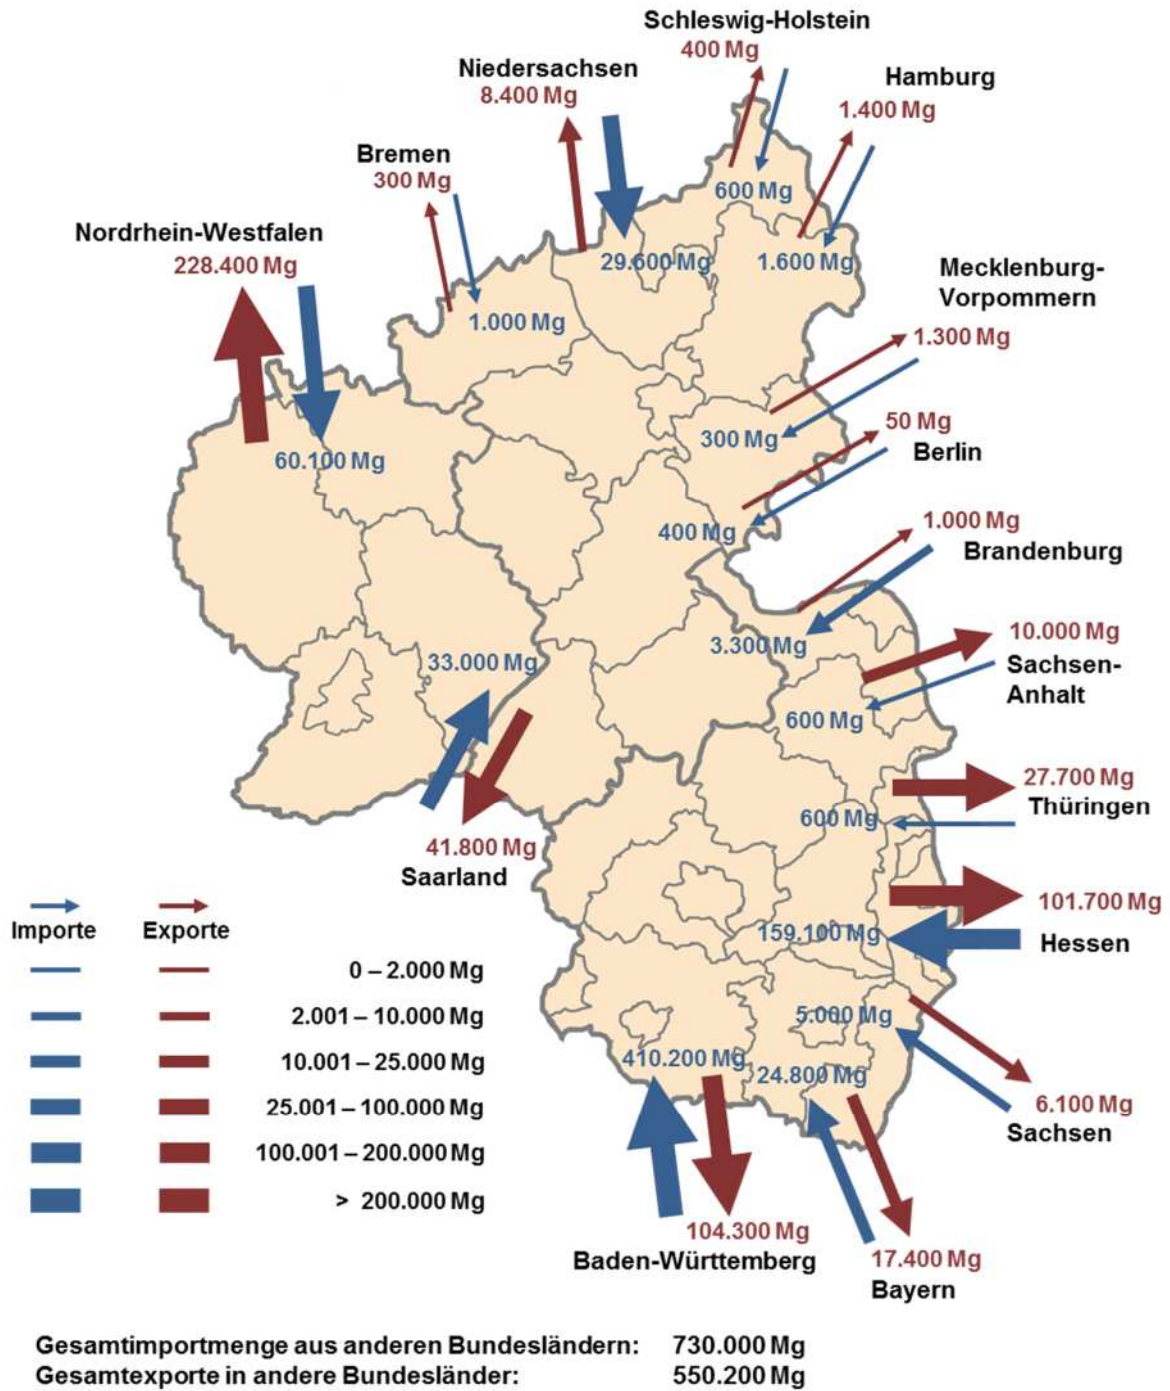 Schleswig-Holstein
400 Mg
Niedersachsen
8.400 Mg
Hamburg
1.400 Mg
Bremen
300 Mg
600 Mg
Nordrhein-Westfalen
228.400 Mg
29.600 Mg
1.600 Mg
Mecklenburg-
Vorpommern
1.000 Mg
1.300 Mg
300 Mg
50 Mg
Berlin
60.100 Mg
400 Mg
1.000 Mg
Brandenburg
3.300 Mg
10.000 Mg
Sachsen-
Anhalt
33.000 Mg
600 Mg
27.700 Mg
Thüringen
600 Mg
41.800 Mg
Saarland
101.700 Mg
Hessen
159.100 Mg
Importe
Exporte
0 – 2.000 Mg
2.001 – 10.000 Mg
10.001 – 25.000 Mg
25.001 – 100.000 Mg
100.001 – 200.000 Mg
> 200.000 Mg
5.000 Mg
410.200 Mg
24.800 Mg
6.100 Mg
Sachsen
104.300 Mg
Baden-Württemberg
17.400 Mg
Bayern
Gesamtimportmenge aus anderen Bundesländern: 730.000 Mg
Gesamtexporte in andere Bundesländer: 550.200 Mg